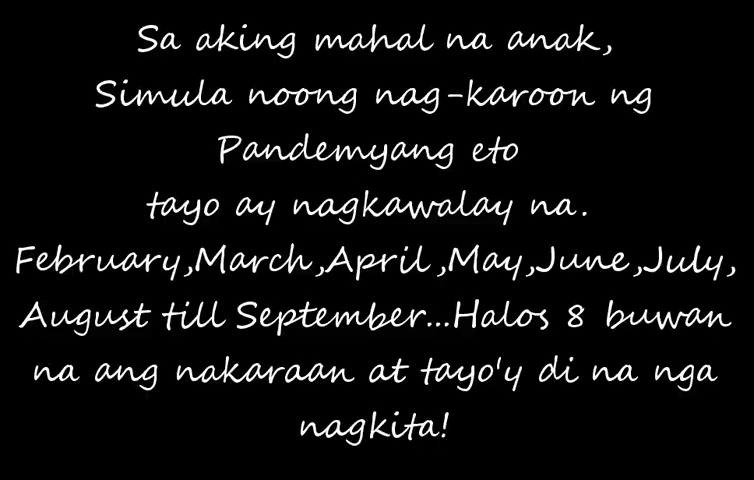 Sa aking mahal na anak,
Simula noong nag-karoon ng
Pandemyang eto
tayo ay nagkawalay na.
February,March,April,May,June,July,
August till September...Halos 8 buwan
na ang nakaraan at tayo'y di na nga
nagkita!